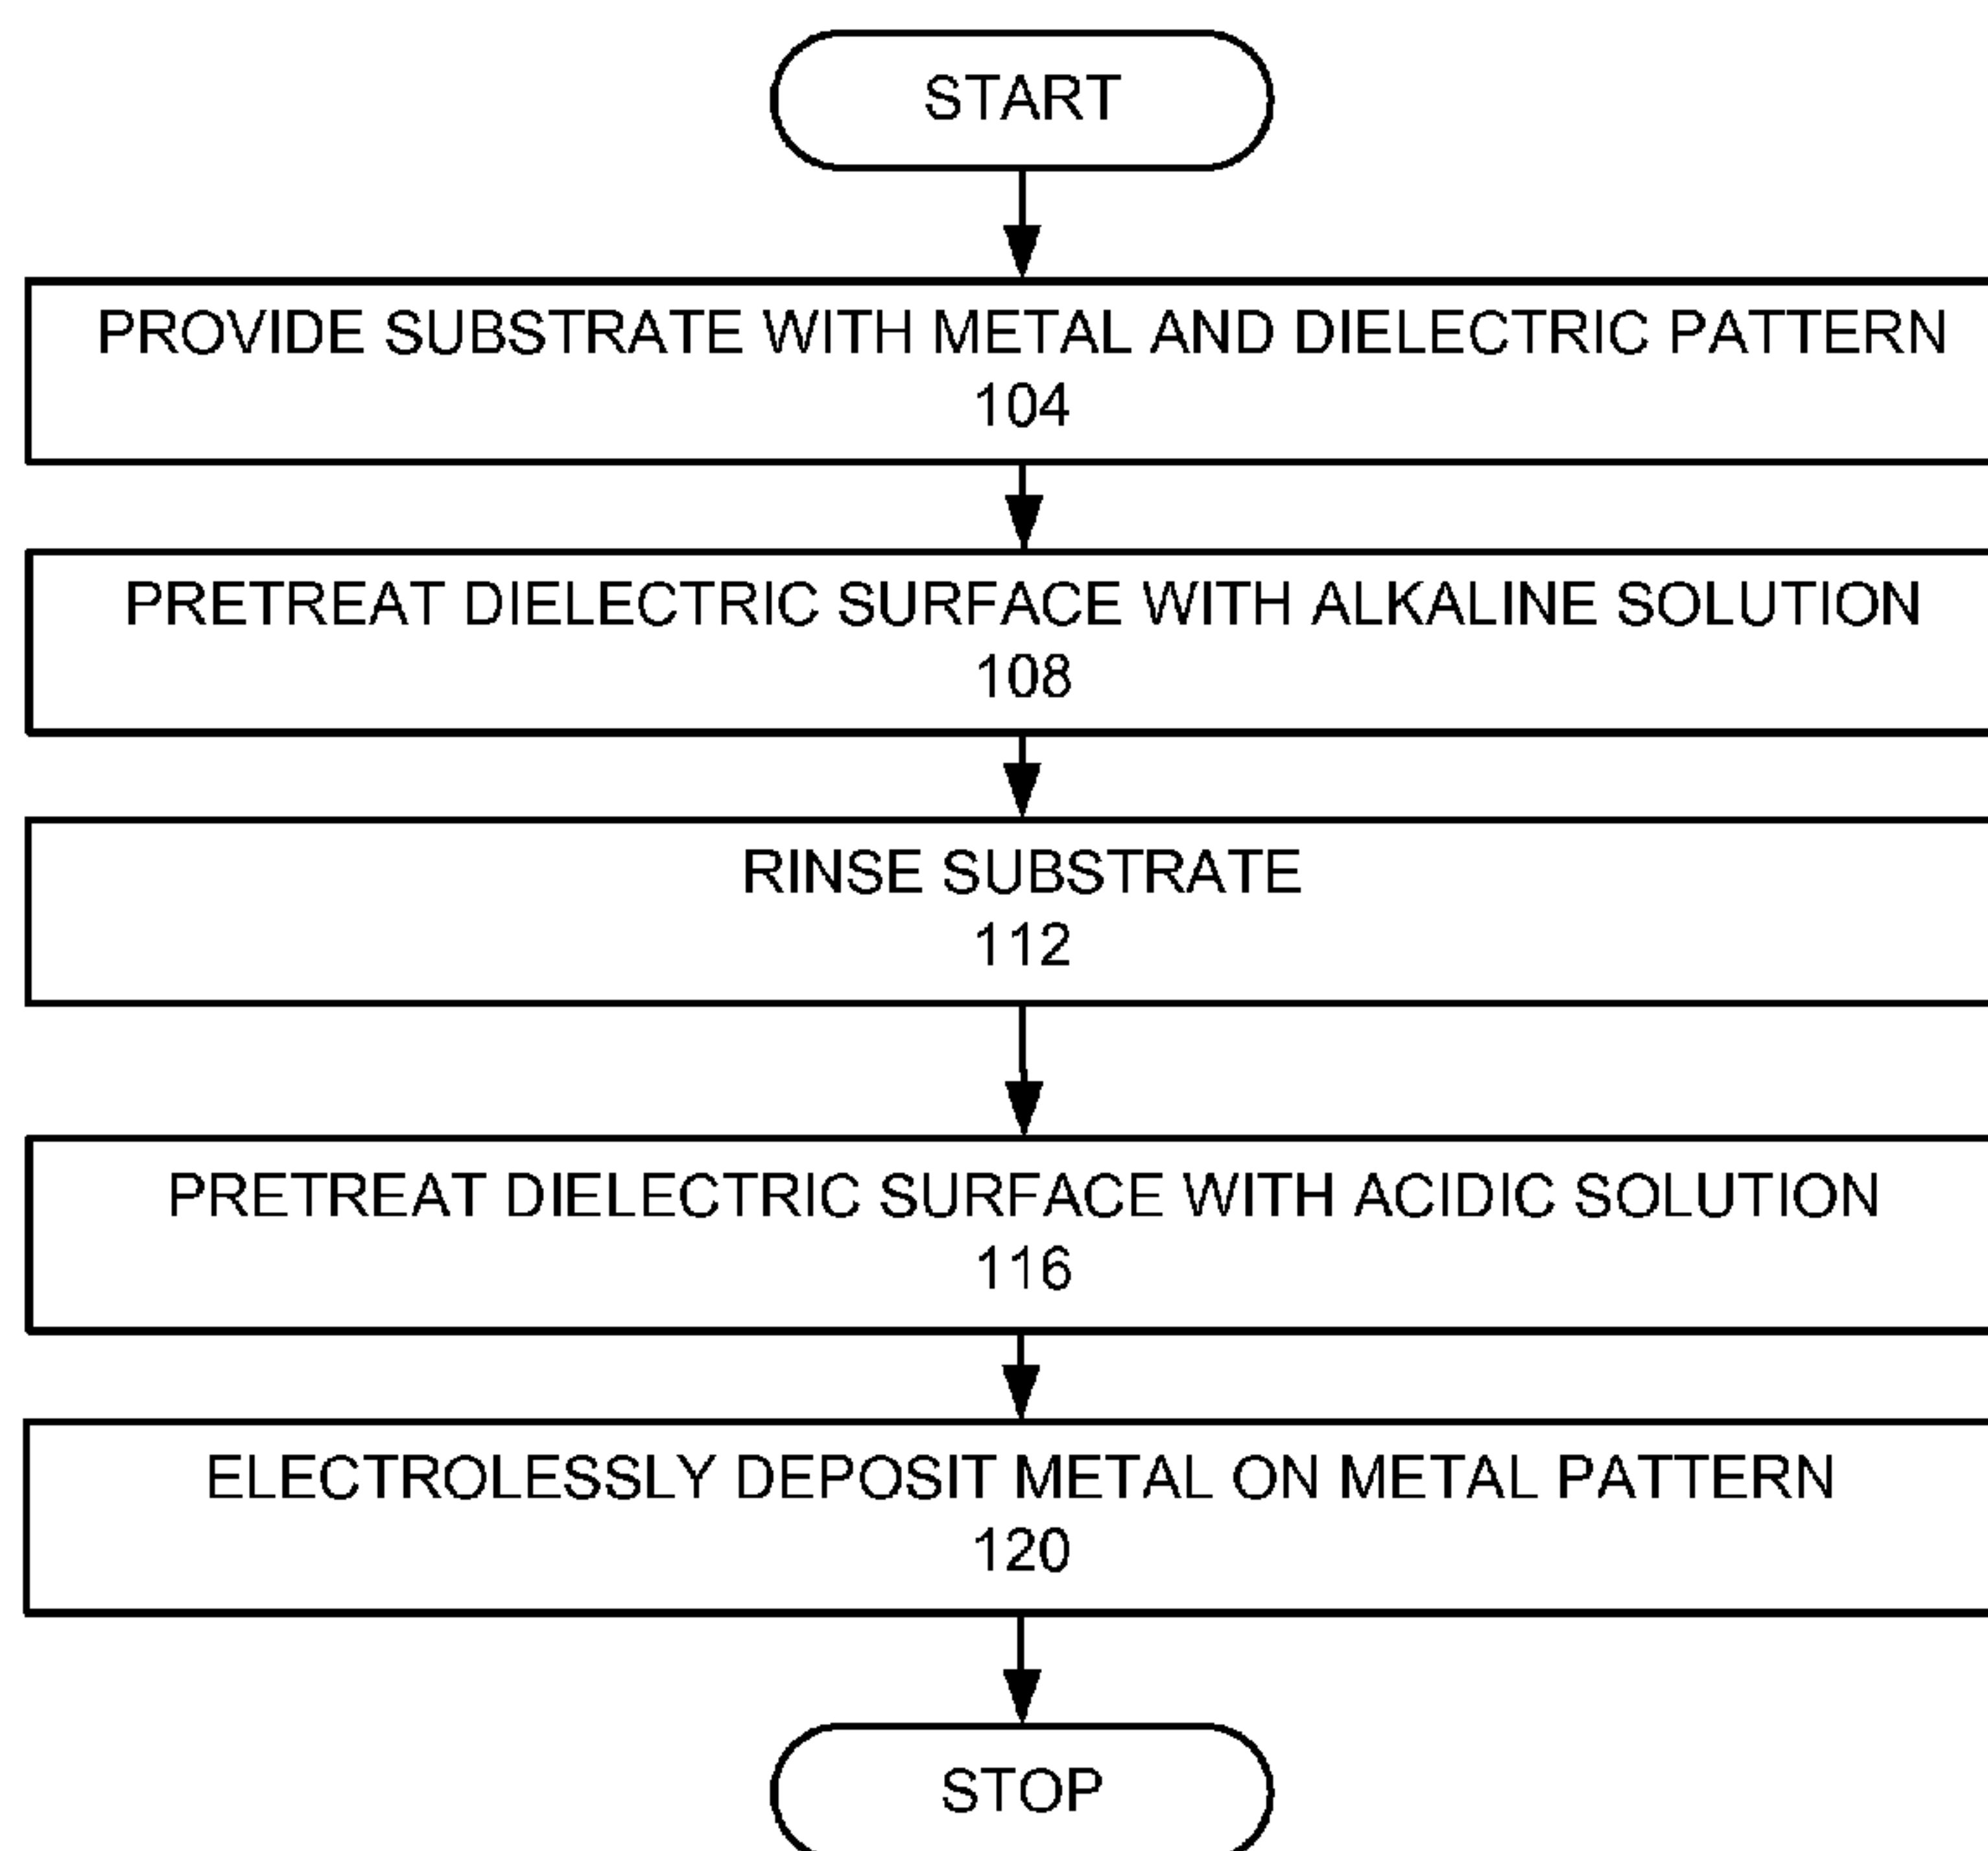 START
PROVIDE SUBSTRATE WITH METAL AND DIELECTRIC PATTERN
104
PRETREAT DIELECTRIC SURFACE WITH ALKALINE SOLUTION
108
RINSE SUBSTRATE
112
PRETREAT DIELECTRIC SURFACE WITH ACIDIC SOLUTION
116
ELECTROLESSLY DEPOSIT METAL ON METAL PATTERN
120
STOP